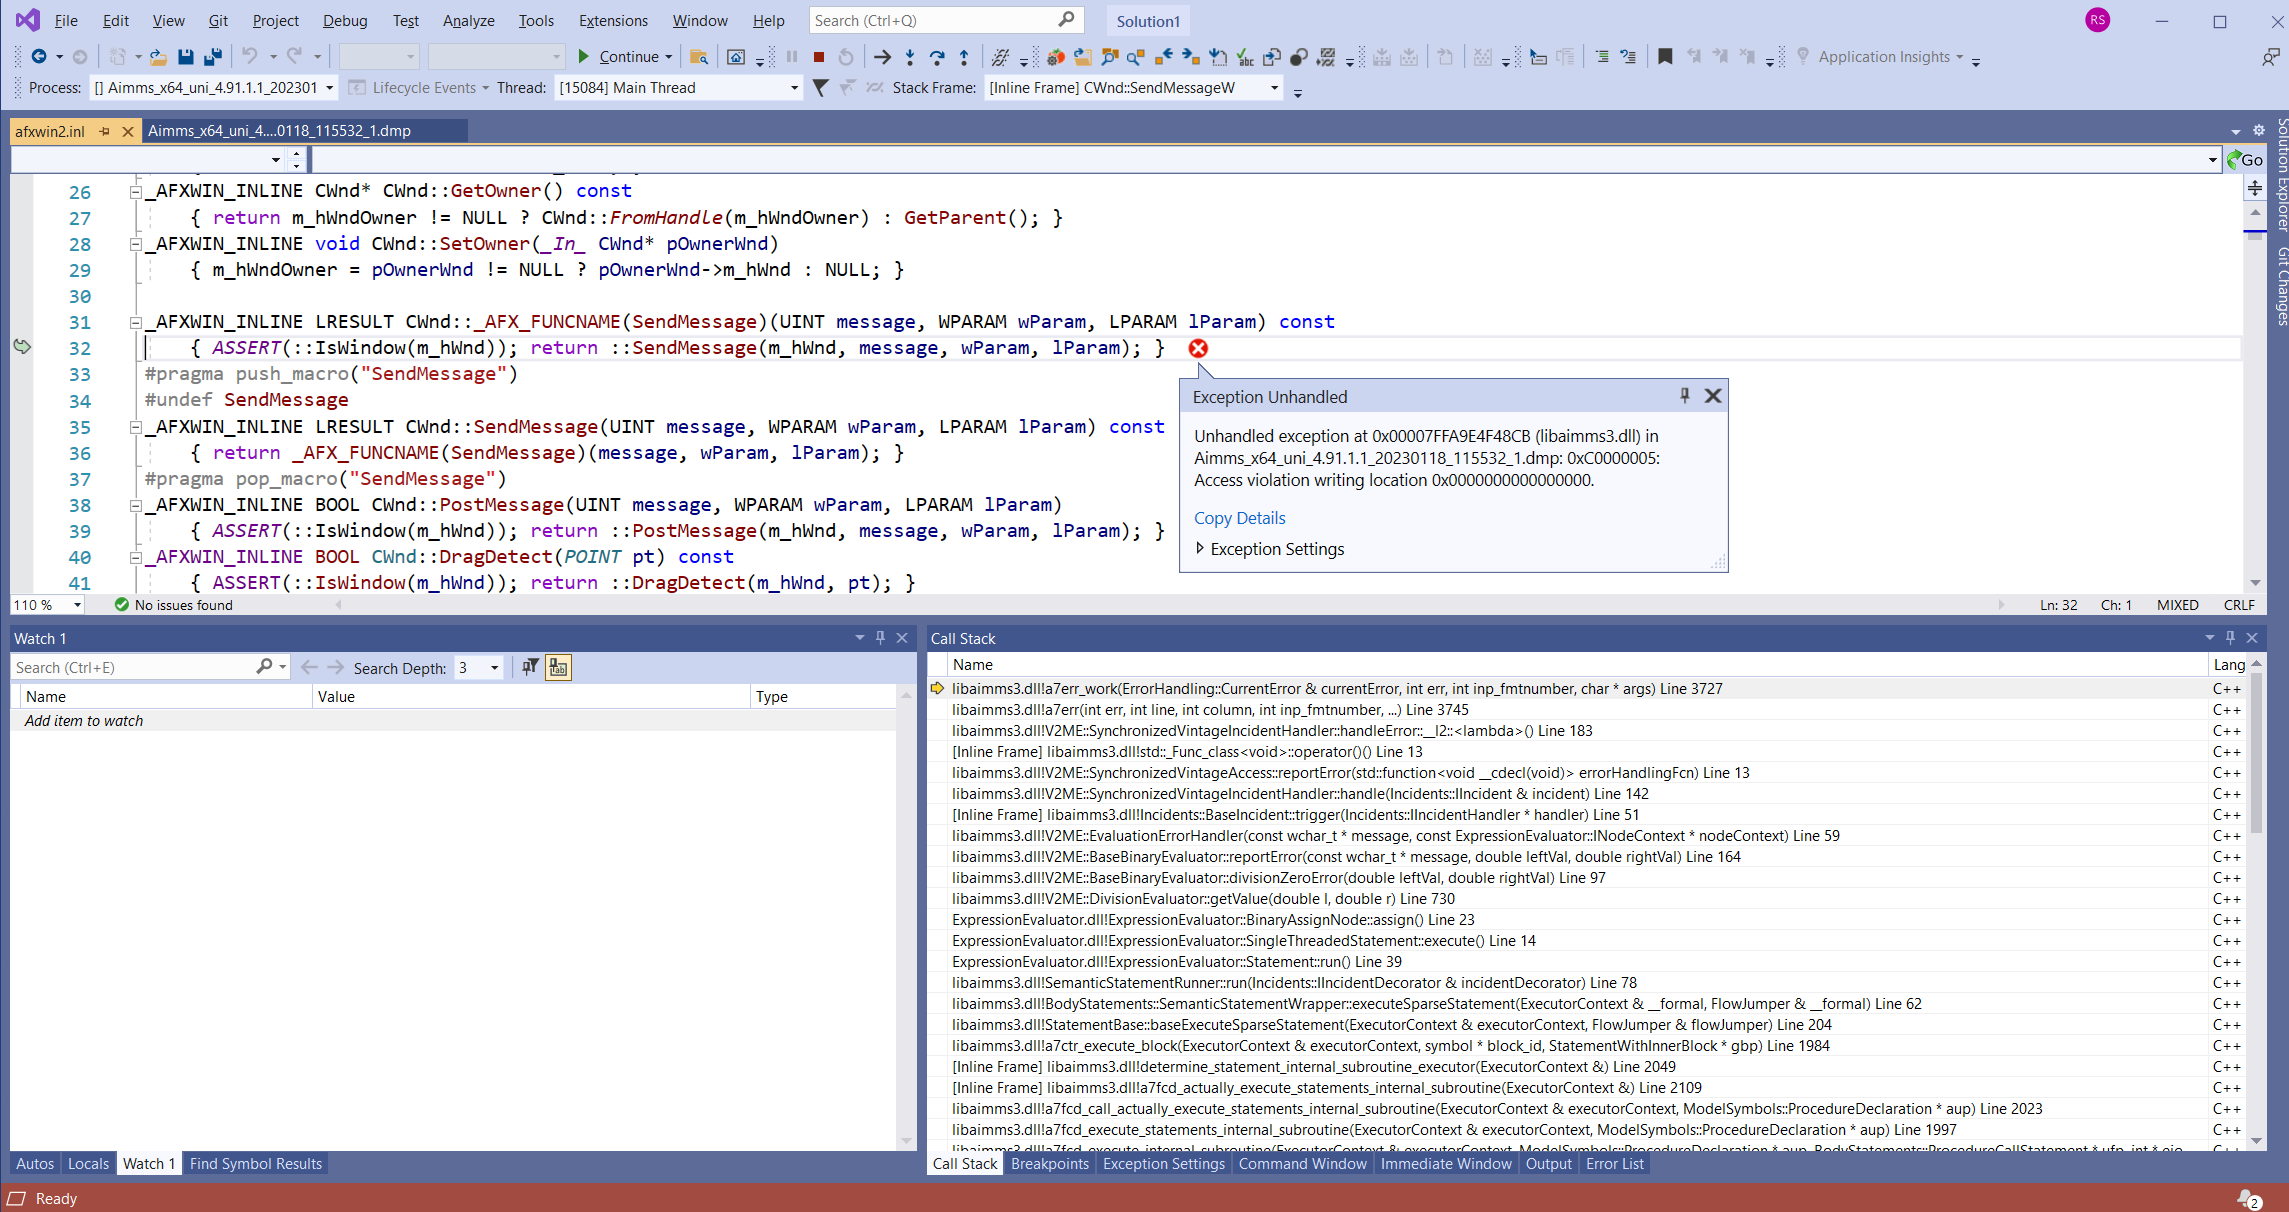 File Edit View Git Project Debug Test Analyze Tools Extensions Window Help Search (Ctrl+Q) Solution1 RS
Continue Application Insights
Process: [] Aimms_x64_uni_4.91.1.1_202301 Lifecycle Events Thread: [15084] Main Thread Stack Frame: [Inline Frame] CWnd::SendMessageW
afxwin2.inl Aimms_x64_uni_4....0118_115532_1.dmp
Go
Solution Explorer
Git Changes
26 _AFXWIN_INLINE CWnd* CWnd::GetOwner() const
27 { return m_hWndOwner != NULL ? CWnd::FromHandle(m_hWndOwner) : GetParent(); }
28 _AFXWIN_INLINE void CWnd::SetOwner(_In_ CWnd* pOwnerWnd)
29 { m_hWndOwner = pOwnerWnd != NULL ? pOwnerWnd->m_hWnd : NULL; }
30
31 _AFXWIN_INLINE LRESULT CWnd::_AFX_FUNCNAME(SendMessage)(UINT message, WPARAM wParam, LPARAM lParam) const
32 { ASSERT(::IsWindow(m_hWnd)); return ::SendMessage(m_hWnd, message, wParam, lParam); }
33 #pragma push_macro("SendMessage")
34 #undef SendMessage
35 _AFXWIN_INLINE LRESULT CWnd::SendMessage(UINT message, WPARAM wParam, LPARAM lParam) const
36 { return _AFX_FUNCNAME(SendMessage)(message, wParam, lParam); }
37 #pragma pop_macro("SendMessage")
38 _AFXWIN_INLINE BOOL CWnd::PostMessage(UINT message, WPARAM wParam, LPARAM lParam)
39 { ASSERT(::IsWindow(m_hWnd)); return ::PostMessage(m_hWnd, message, wParam, lParam); }
40 _AFXWIN_INLINE BOOL CWnd::DragDetect(POINT pt) const
41 { ASSERT(::IsWindow(m_hWnd)); return ::DragDetect(m_hWnd, pt); }
Exception Unhandled
Unhandled exception at 0x00007FFA9E4F48CB (libaimms3.dll) in
Aimms_x64_uni_4.91.1.1_20230118_115532_1.dmp: 0xC0000005:
Access violation writing location 0x0000000000000000.
Copy Details
Exception Settings
110 % No issues found Ln: 32 Ch: 1 MIXED CRLF
Watch 1
Search (Ctrl+E) Search Depth: 3
Name Value Type
Add item to watch
Autos Locals Watch 1 Find Symbol Results
Call Stack
Name Lang
libaimms3.dll!a7err_work(ErrorHandling::CurrentError & currentError, int err, int inp_fmtnumber, char * args) Line 3727 C++
libaimms3.dll!a7err(int err, int line, int column, int inp_fmtnumber, ...) Line 3745 C++
libaimms3.dll!V2ME::SynchronizedVintageIncidentHandler::handleError::__l2::<lambda>() Line 183 C++
[Inline Frame] libaimms3.dll!std::_Func_class<void>::operator()() Line 13 C++
libaimms3.dll!V2ME::SynchronizedVintageAccess::reportError(std::function<void __cdecl(void)> errorHandlingFcn) Line 13 C++
libaimms3.dll!V2ME::SynchronizedVintageIncidentHandler::handle(Incidents::IIncident & incident) Line 142 C++
[Inline Frame] libaimms3.dll!Incidents::BaseIncident::trigger(Incidents::IIncidentHandler * handler) Line 51 C++
libaimms3.dll!V2ME::EvaluationErrorHandler(const wchar_t * message, const ExpressionEvaluator::INodeContext * nodeContext) Line 59 C++
libaimms3.dll!V2ME::BaseBinaryEvaluator::reportError(const wchar_t * message, double leftVal, double rightVal) Line 164 C++
libaimms3.dll!V2ME::BaseBinaryEvaluator::divisionZeroError(double leftVal, double rightVal) Line 97 C++
libaimms3.dll!V2ME::DivisionEvaluator::getValue(double l, double r) Line 730 C++
ExpressionEvaluator.dll!ExpressionEvaluator::BinaryAssignNode::assign() Line 23 C++
ExpressionEvaluator.dll!ExpressionEvaluator::SingleThreadedStatement::execute() Line 14 C++
ExpressionEvaluator.dll!ExpressionEvaluator::Statement::run() Line 39 C++
libaimms3.dll!SemanticStatementRunner::run(Incidents::IIncidentDecorator & incidentDecorator) Line 78 C++
libaimms3.dll!BodyStatements::SemanticStatementWrapper::executeSparseStatement(ExecutorContext & __formal, FlowJumper & __formal) Line 62 C++
libaimms3.dll!StatementBase::baseExecuteSparseStatement(ExecutorContext & executorContext, FlowJumper & flowJumper) Line 204 C++
libaimms3.dll!a7ctr_execute_block(ExecutorContext & executorContext, symbol * block_id, StatementWithInnerBlock * gbp) Line 1984 C++
[Inline Frame] libaimms3.dll!determine_statement_internal_subroutine_executor(ExecutorContext &) Line 2049 C++
[Inline Frame] libaimms3.dll!a7fcd_actually_execute_statements_internal_subroutine(ExecutorContext &) Line 2109 C++
libaimms3.dll!a7fcd_call_actually_execute_statements_internal_subroutine(ExecutorContext & executorContext, ModelSymbols::ProcedureDeclaration * aup) Line 2023 C++
libaimms3.dll!a7fcd_execute_statements_internal_subroutine(ExecutorContext & executorContext, ModelSymbols::ProcedureDeclaration * aup) Line 1997 C++
Call Stack Breakpoints Exception Settings Command Window Immediate Window Output Error List
Ready 2